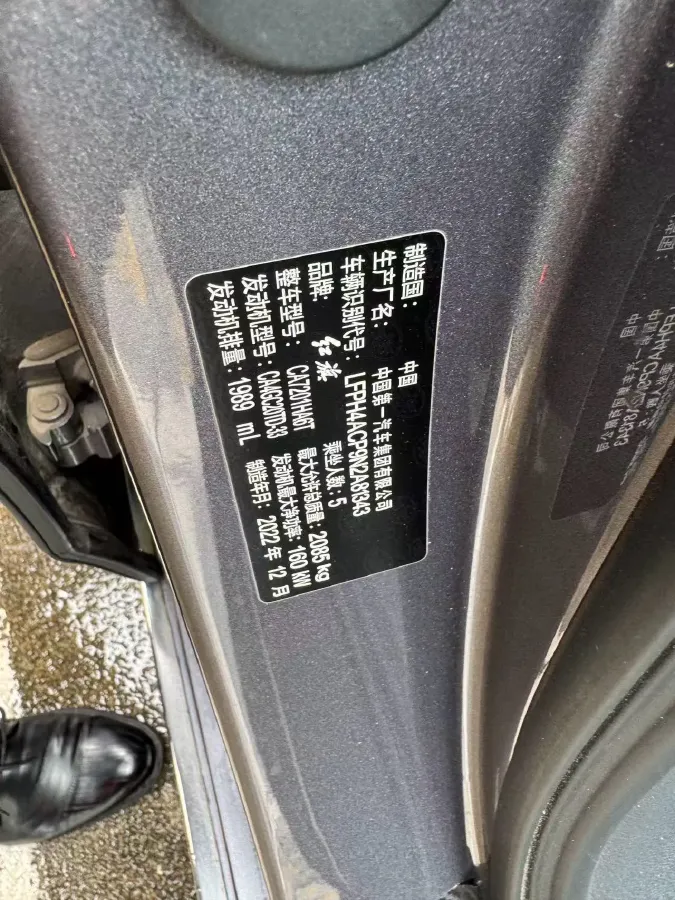 制造国： 中国
生产厂名： 中国第一汽车集团有限公司
车辆识别代号：LFPH4ACP9N2A81343
品牌： 红旗 乘坐人数：5
整车型号： CA7201HA6T 最大允许总质量：2085 kg
发动机型号：CA4GC20TD-33 发动机最大净功率：160 kW
发动机排量：1989 mL 制造年月：2022 年 12 月